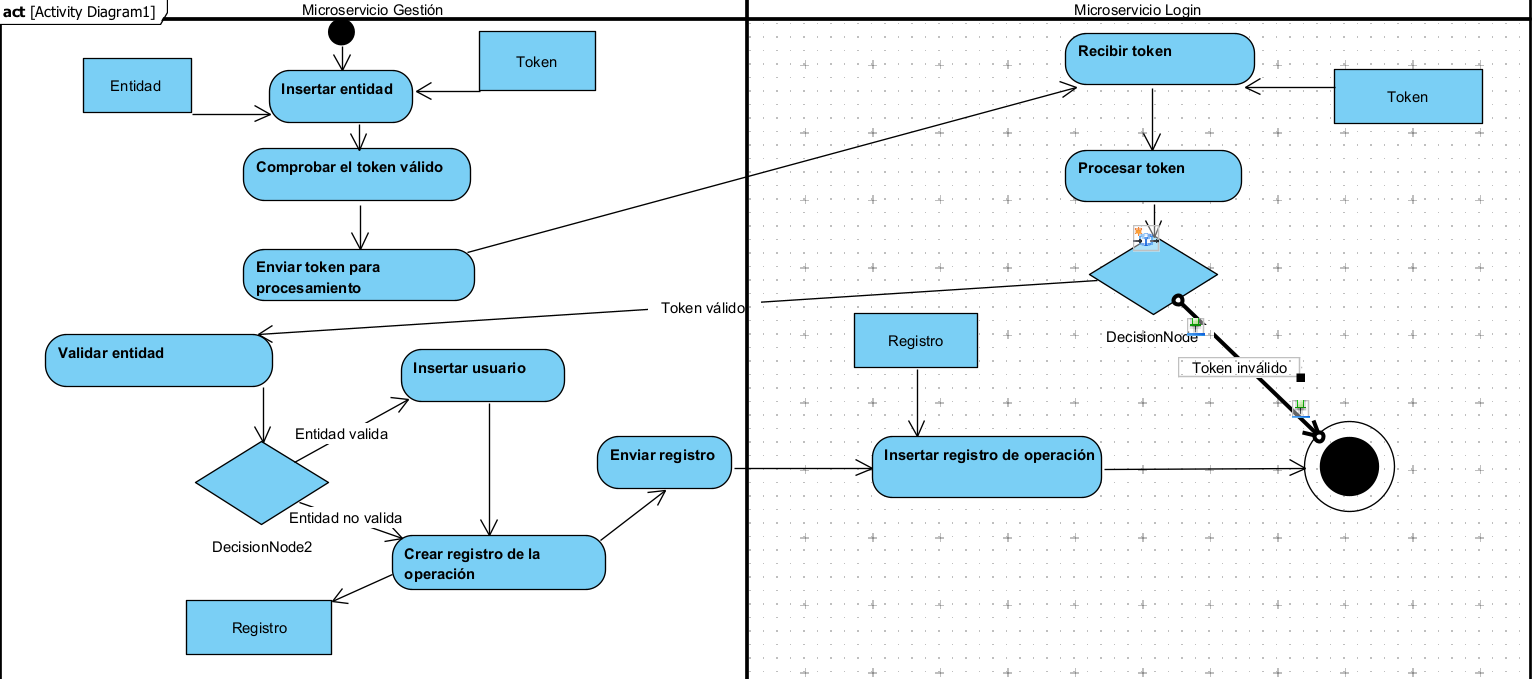 act [Activity Diagram1]
Microservicio Gestión
Microservicio Login
Entidad
Insertar entidad
Token
Comprobar el token válido
Enviar token para
procesamiento
Recibir token
Token
Procesar token
DecisionNode
Token válido
Token inválido
Validar entidad
DecisionNode2
Entidad valida
Entidad no valida
Insertar usuario
Crear registro de la
operación
Registro
Enviar registro
Registro
Insertar registro de operación